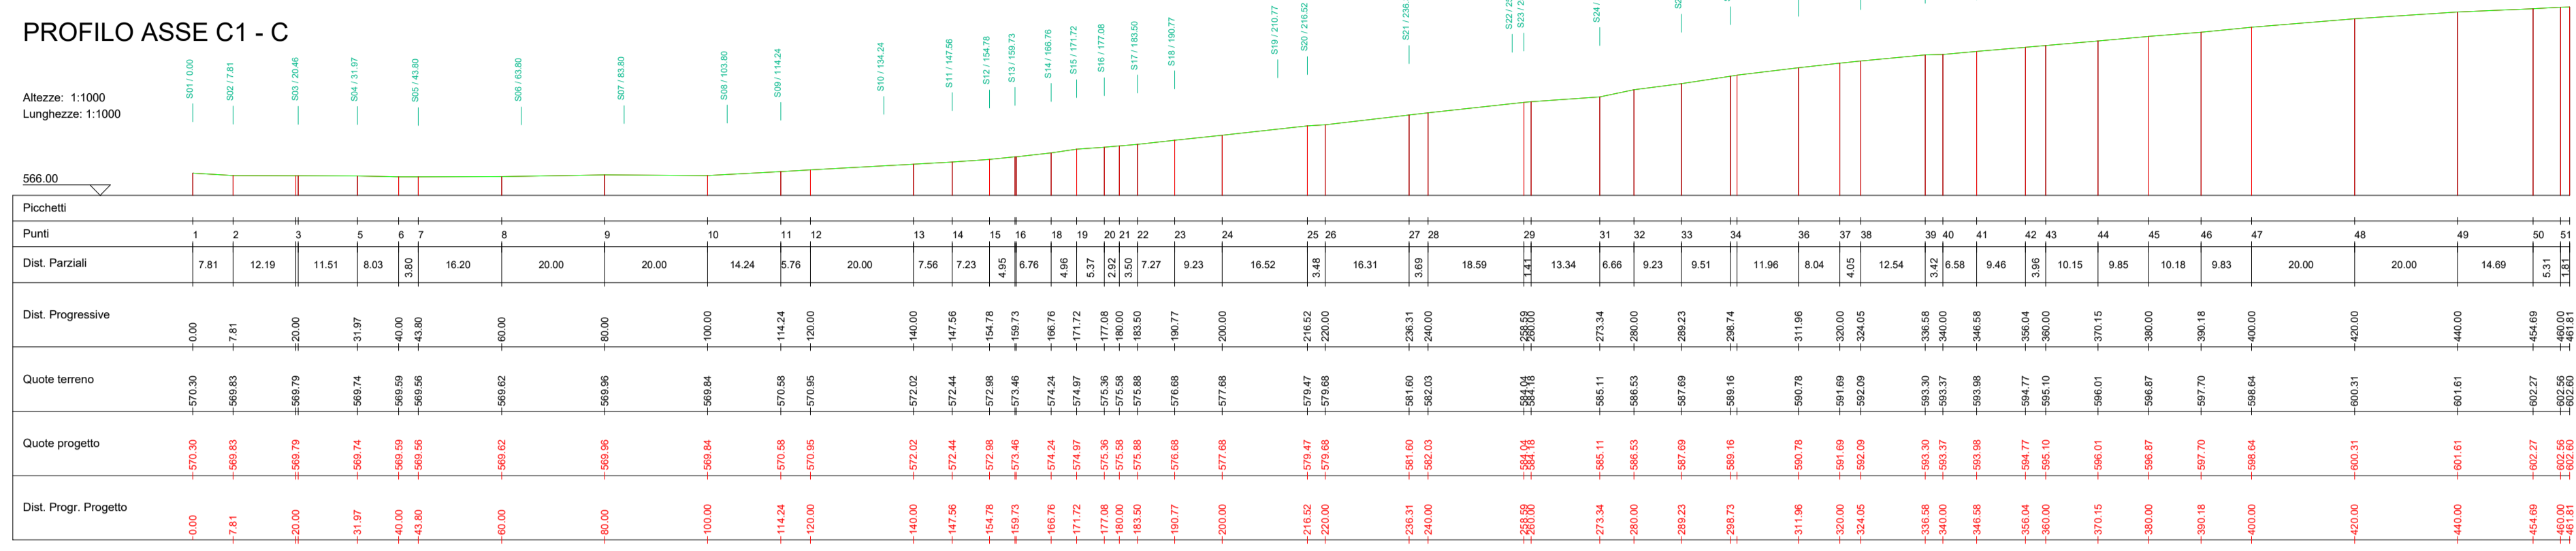 PROFILO ASSE C1 - C
Altezze: 1:1000
Lunghezze: 1:1000
S01 / 0.00
S02 / 7.81
S03 / 20.46
S04 / 31.97
S05 / 43.80
S06 / 63.80
S07 / 83.80
S08 / 103.80
S09 / 114.24
S10 / 134.24
S11 / 147.56
S12 / 154.78
S13 / 159.73
S14 / 166.76
S15 / 171.72
S16 / 177.08
S17 / 183.50
S18 / 190.77
S19 / 210.77
S20 / 216.52
S21 / 236.
S22 / 25
S23 / 2
S24 /
S2
566.00
Picchetti
Punti 1 2 3 5 6 7 8 9 10 11 12 13 14 15 16 18 19 20 21 22 23 24 25 26 27 28 29 31 32 33 34 36 37 38 39 40 41 42 43 44 45 46 47 48 49 50 51
Dist. Parziali 7.81 12.19 11.51 8.03 3.80 16.20 20.00 20.00 14.24 5.76 20.00 7.56 7.23 4.95 6.76 4.96 5.37 2.92 3.50 7.27 9.23 16.52 3.48 16.31 3.69 18.59 1.41 13.34 6.66 9.23 9.51 11.96 8.04 4.05 12.54 3.42 6.58 9.46 3.96 10.15 9.85 10.18 9.83 20.00 20.00 14.69 5.31 1.81
Dist. Progressive 0.00 7.81 20.00 31.97 40.00 43.80 60.00 80.00 100.00 114.24 120.00 140.00 147.56 154.78 159.73 166.76 171.72 177.08 180.00 183.50 190.77 200.00 216.52 220.00 236.31 240.00 258.59 260.00 273.34 280.00 289.23 298.74 311.96 320.00 324.05 336.58 340.00 346.58 356.04 360.00 370.15 380.00 390.18 400.00 420.00 440.00 454.69 460.00 461.81
Quote terreno 570.30 569.83 569.79 569.74 569.59 569.56 569.62 569.96 569.84 570.58 570.95 572.02 572.44 572.98 573.46 574.24 574.97 575.36 575.58 575.88 576.68 577.68 579.47 579.68 581.60 582.03 584.04 584.18 585.11 586.53 587.69 589.16 590.78 591.69 592.09 593.30 593.37 593.98 594.77 595.10 596.01 596.87 597.70 598.64 600.31 601.61 602.27 602.56 602.60
Quote progetto 570.30 569.83 569.79 569.74 569.59 569.56 569.62 569.96 569.84 570.58 570.95 572.02 572.44 572.98 573.46 574.24 574.97 575.36 575.58 575.88 576.68 577.68 579.47 579.68 581.60 582.03 584.04 584.18 585.11 586.53 587.69 589.16 590.78 591.69 592.09 593.30 593.37 593.98 594.77 595.10 596.01 596.87 597.70 598.64 600.31 601.61 602.27 602.56 602.60
Dist. Progr. Progetto 0.00 7.81 20.00 31.97 40.00 43.80 60.00 80.00 100.00 114.24 120.00 140.00 147.56 154.78 159.73 166.76 171.72 177.08 180.00 183.50 190.77 200.00 216.52 220.00 236.31 240.00 258.59 260.00 273.34 280.00 289.23 298.73 311.96 320.00 324.05 336.58 340.00 346.58 356.04 360.00 370.15 380.00 390.18 400.00 420.00 440.00 454.69 460.00 461.81